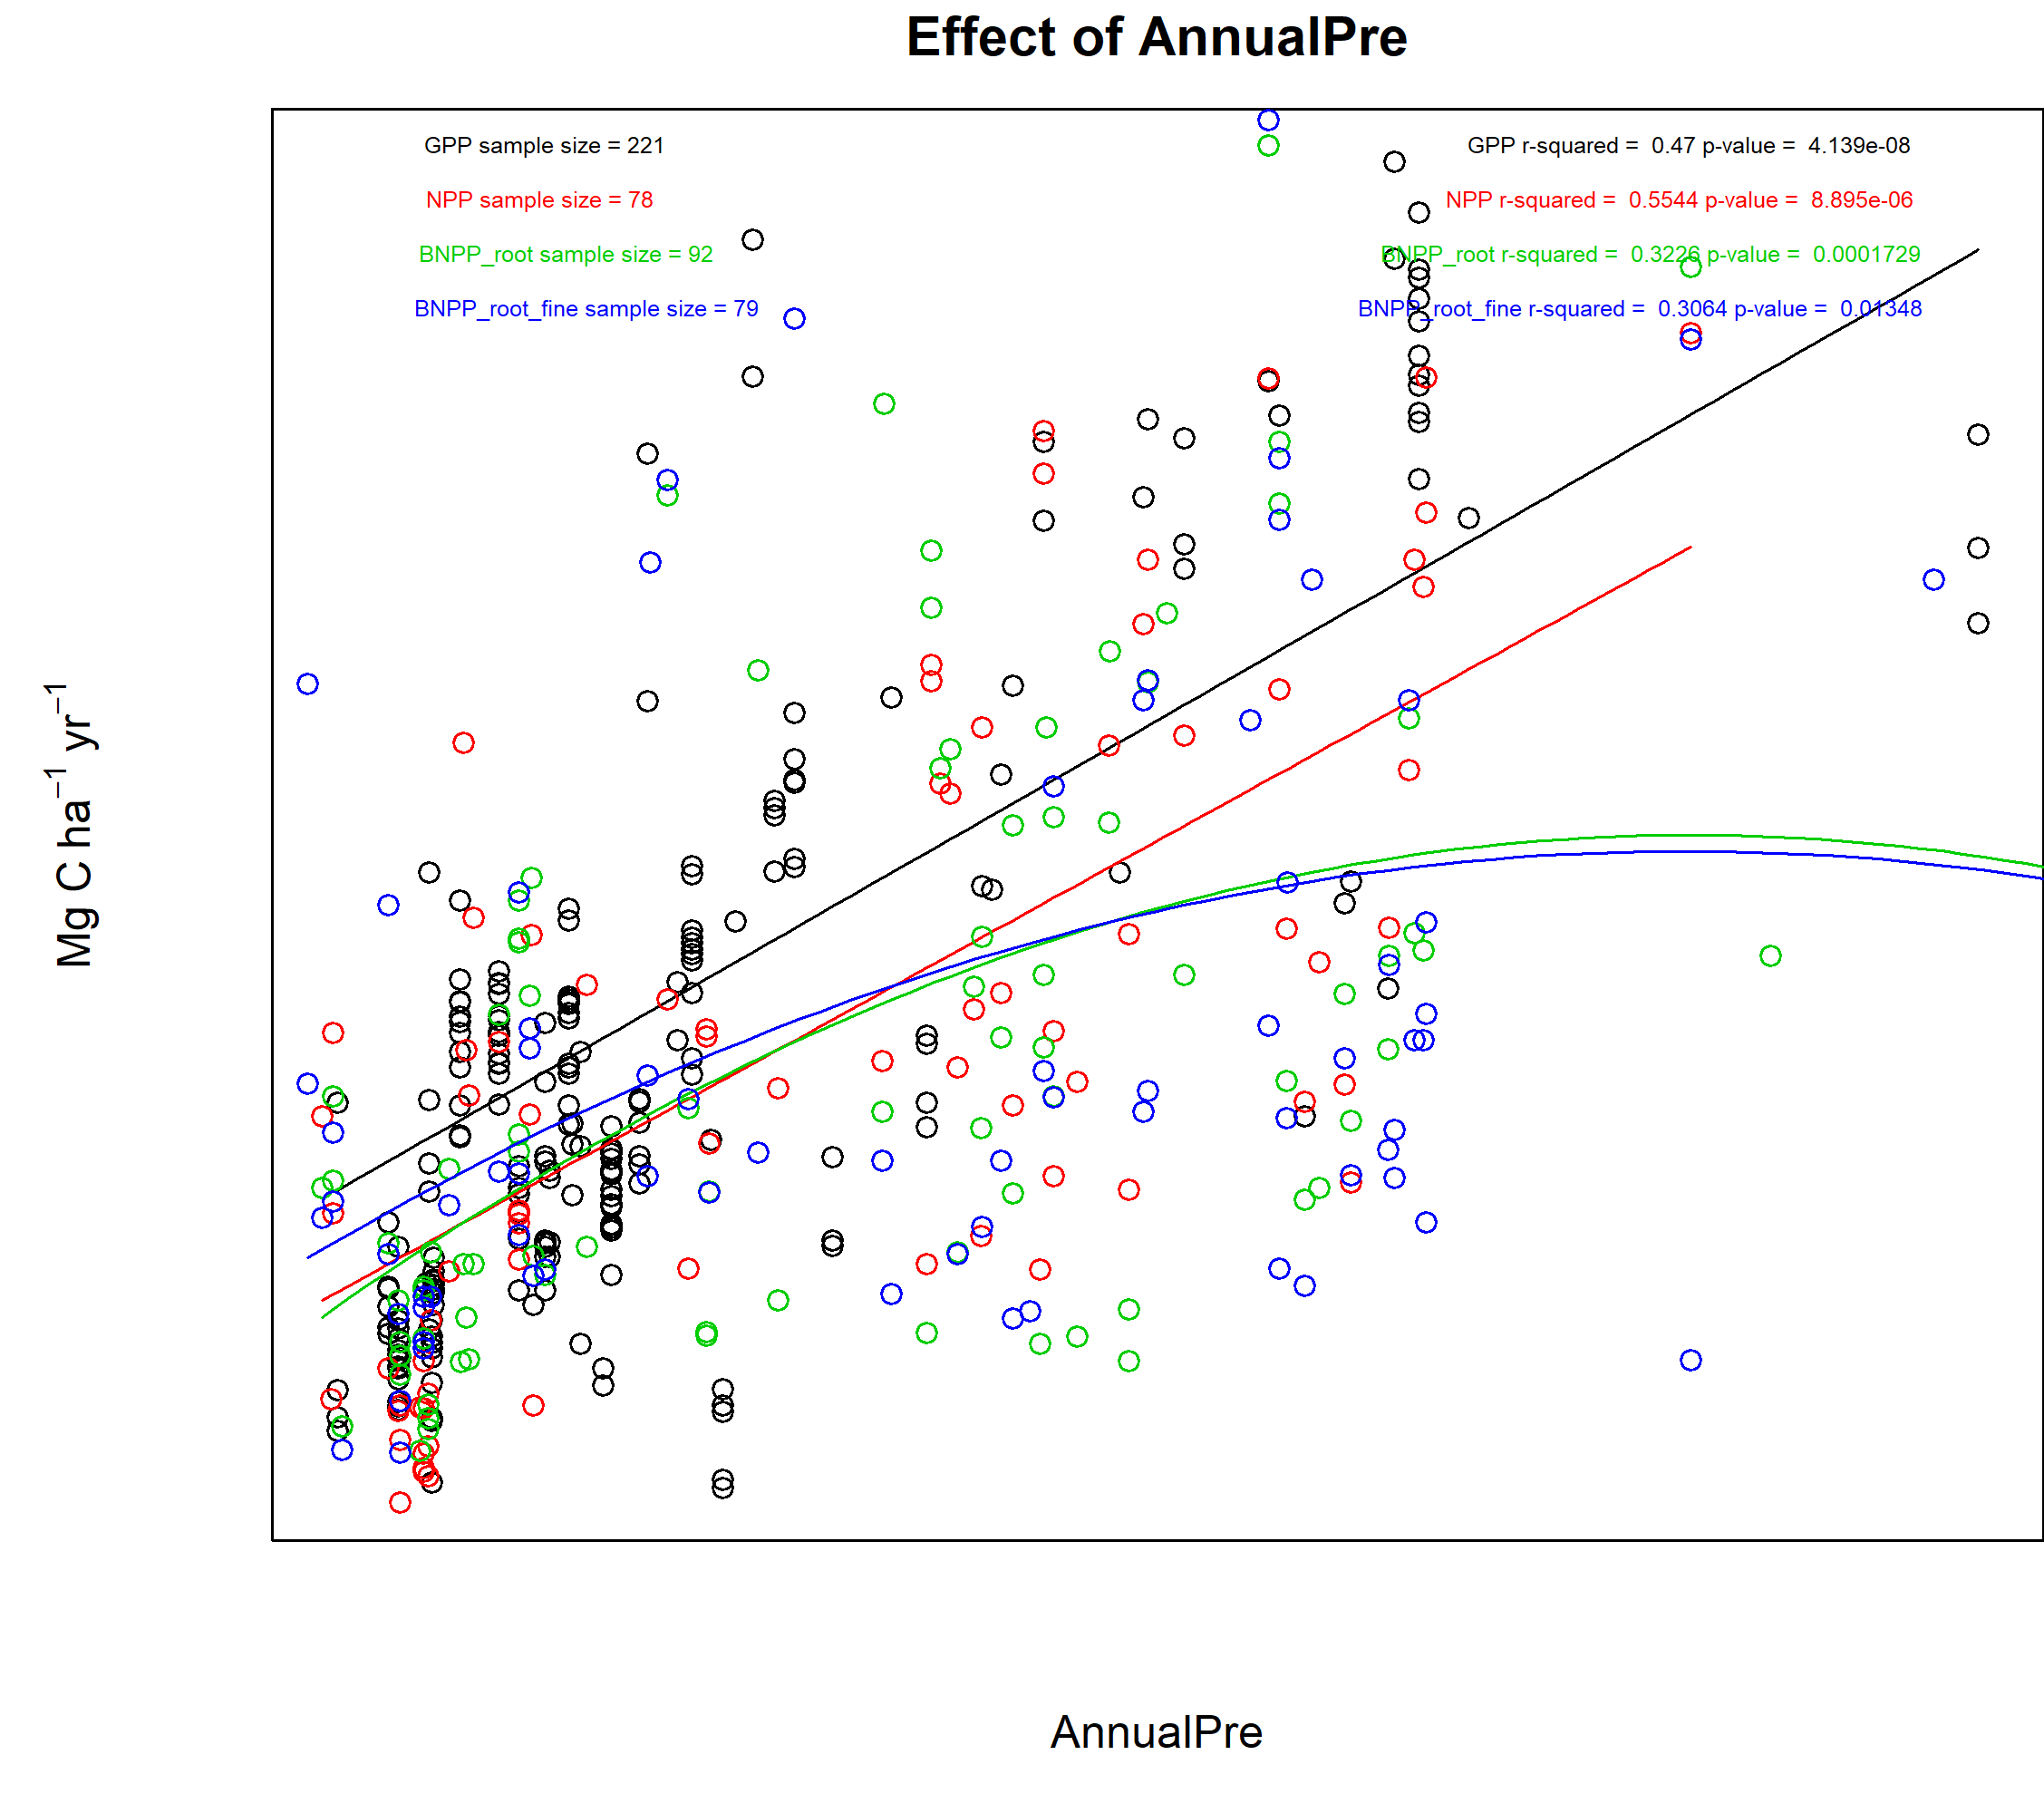 Effect of AnnualPre
GPP sample size = 221
NPP sample size = 78
BNPP_root sample size = 92
BNPP_root_fine sample size = 79
GPP r-squared = 0.47 p-value = 4.139e-08
NPP r-squared = 0.5544 p-value = 8.895e-06
BNPP_root r-squared = 0.3226 p-value = 0.0001729
BNPP_root_fine r-squared = 0.3064 p-value = 0.01348
Mg C ha⁻¹ yr⁻¹
AnnualPre